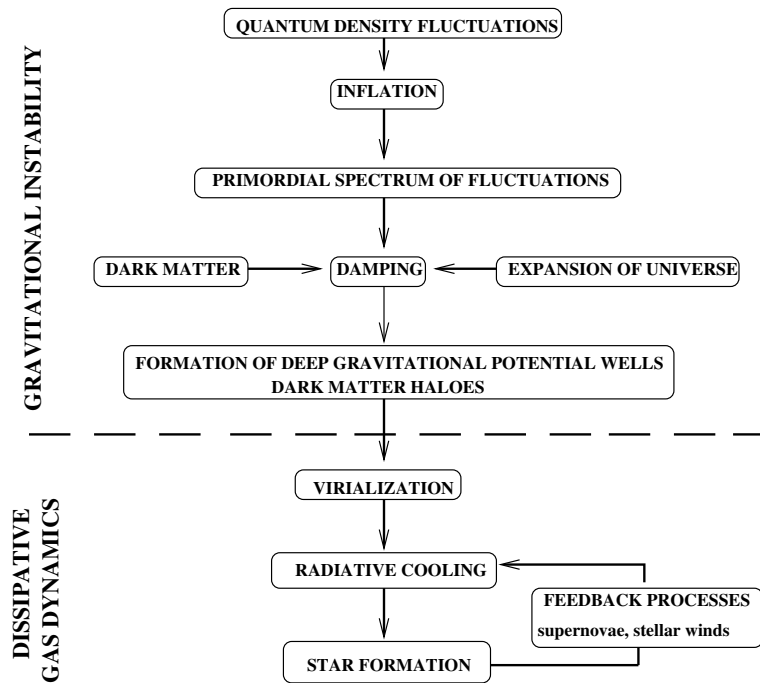 GRAVITATIONAL INSTABILITY
QUANTUM DENSITY FLUCTUATIONS
INFLATION
PRIMORDIAL SPECTRUM OF FLUCTUATIONS
DARK MATTER
DAMPING
EXPANSION OF UNIVERSE
FORMATION OF DEEP GRAVITATIONAL POTENTIAL WELLS
DARK MATTER HALOES
DISSIPATIVE
GAS DYNAMICS
VIRIALIZATION
RADIATIVE COOLING
FEEDBACK PROCESSES
supernovae, stellar winds
STAR FORMATION